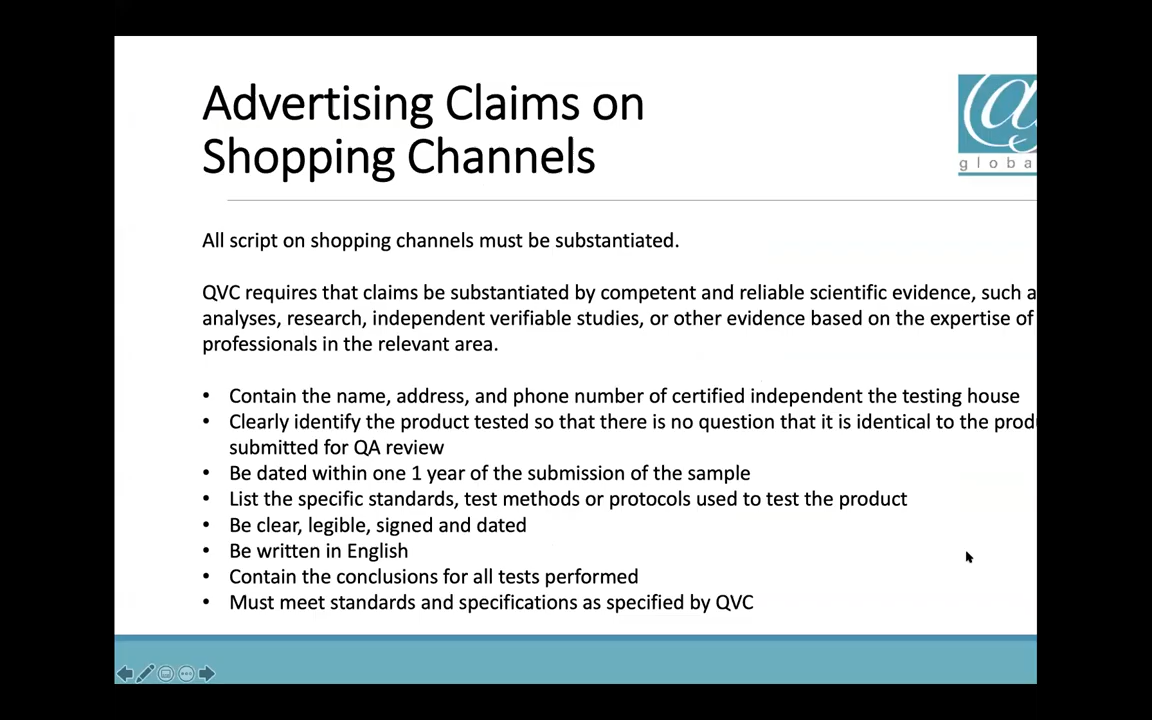 Advertising Claims on
Shopping Channels
globa
All script on shopping channels must be substantiated.
QVC requires that claims be substantiated by competent and reliable scientific evidence, such a
analyses, research, independent verifiable studies, or other evidence based on the expertise of
professionals in the relevant area.
• Contain the name, address, and phone number of certified independent the testing house
• Clearly identify the product tested so that there is no question that it is identical to the produ
submitted for QA review
• Be dated within one 1 year of the submission of the sample
• List the specific standards, test methods or protocols used to test the product
• Be clear, legible, signed and dated
• Be written in English
• Contain the conclusions for all tests performed
• Must meet standards and specifications as specified by QVC